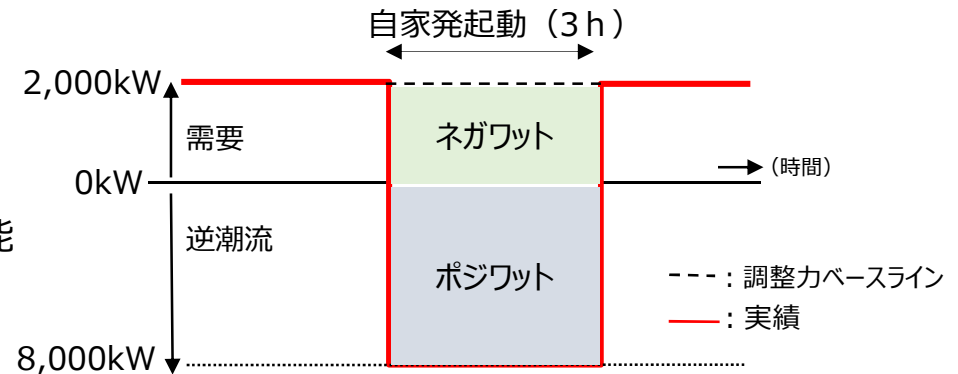 自家発起動（3ｈ）
2,000kW
需要
ネガワット
0kW
（時間）
能
逆潮流
ポジワット
---：調整力ベースライン
：実績
8,000kW